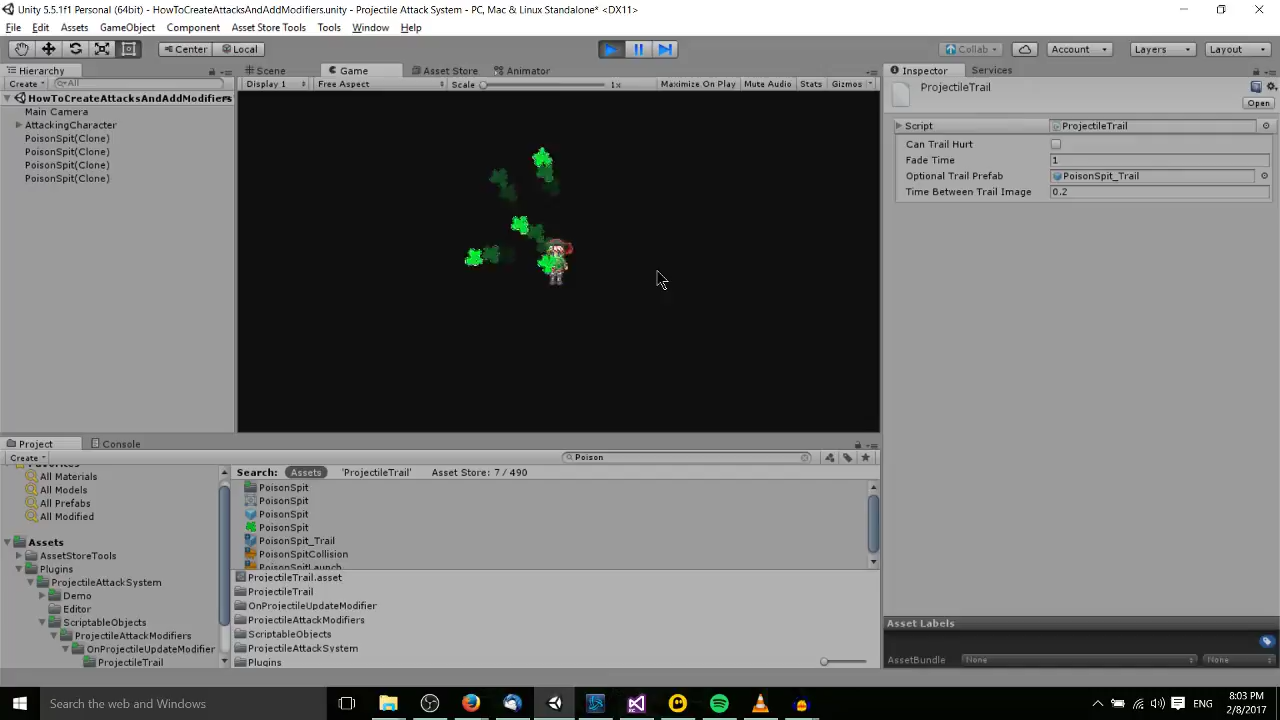 Unity 5.5.1f1 Personal (64bit) - HowToCreateAttacksAndAddModifiers.unity - Projectile Attack System - PC, Mac & Linux Standalone* <DX11>
File Edit Assets GameObject Component Asset Store Tools Tools Window Help
Center Local Collab Account Layers Layout
Hierarchy Scene Game Asset Store Animator Inspector Services
Create All Display 1 Free Aspect Scale 1x Maximize On Play Mute Audio Stats Gizmos
ProjectileTrail
Open
HowToCreateAttacksAndAddModifiers
Main Camera
AttackingCharacter
PoisonSpit(Clone)
PoisonSpit(Clone)
PoisonSpit(Clone)
PoisonSpit(Clone)
Script ProjectileTrail
Can Trail Hurt
Fade Time 1
Optional Trail Prefab PoisonSpit_Trail
Time Between Trail Image 0.2
Project Console
Create Poison
Favorites
All Materials
All Models
All Prefabs
All Modified
Assets
AssetStoreTools
Plugins
ProjectileAttackSystem
Demo
Editor
ScriptableObjects
ProjectileAttackModifiers
OnProjectileUpdateModifier
ProjectileTrail
Search: Assets 'ProjectileTrail' Asset Store: 7 / 490
PoisonSpit
PoisonSpit
PoisonSpit
PoisonSpit
PoisonSpit_Trail
PoisonSpitCollision
PoisonSpitLaunch
ProjectileTrail.asset
ProjectileTrail
OnProjectileUpdateModifier
ProjectileAttackModifiers
ScriptableObjects
ProjectileAttackSystem
Plugins
Asset Labels
AssetBundle None None
Search the web and Windows
ENG
8:03 PM
2/8/2017